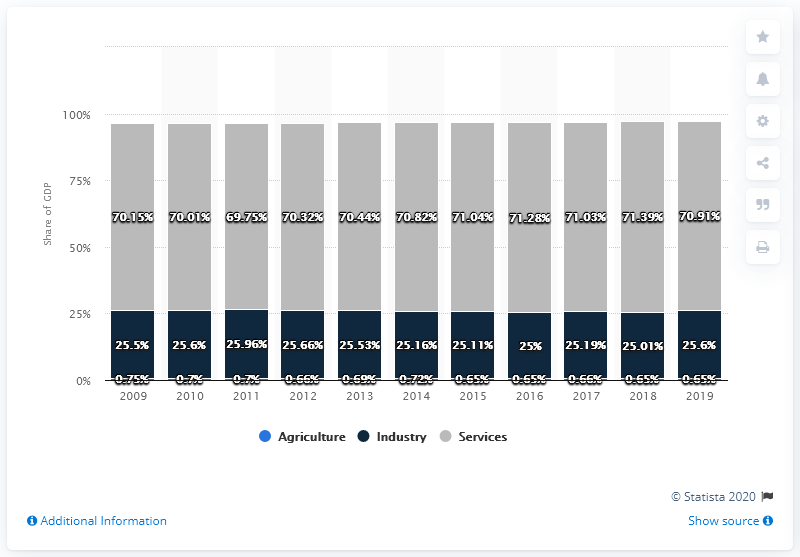 100%
75%
50%
25%
0%
Share of GDP
70.15% 70.01% 69.75% 70.32% 70.44% 70.82% 71.04% 71.28% 71.03% 71.39% 70.91%
25.5% 25.6% 25.96% 25.66% 25.53% 25.16% 25.11% 25% 25.19% 25.01% 25.6%
0.75% 0.7% 0.7% 0.66% 0.69% 0.72% 0.65% 0.65% 0.66% 0.65% 0.65%
2009 2010 2011 2012 2013 2014 2015 2016 2017 2018 2019
Agriculture Industry Services
© Statista 2020
Additional Information
Show source